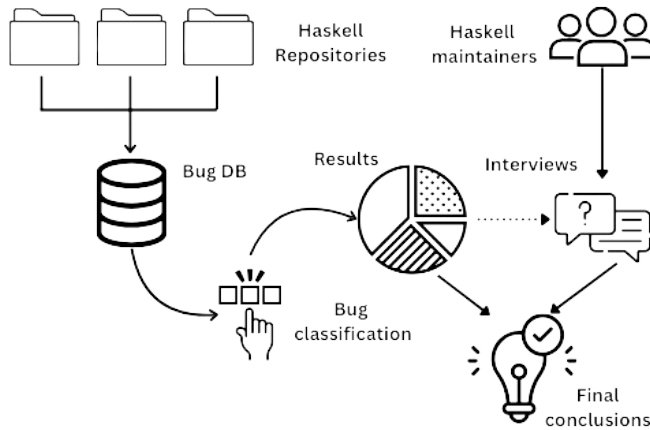 Haskell
Repositories
Haskell
maintainers
Bug DB
Results
Interviews
?
Bug
classification
Final
conclusions